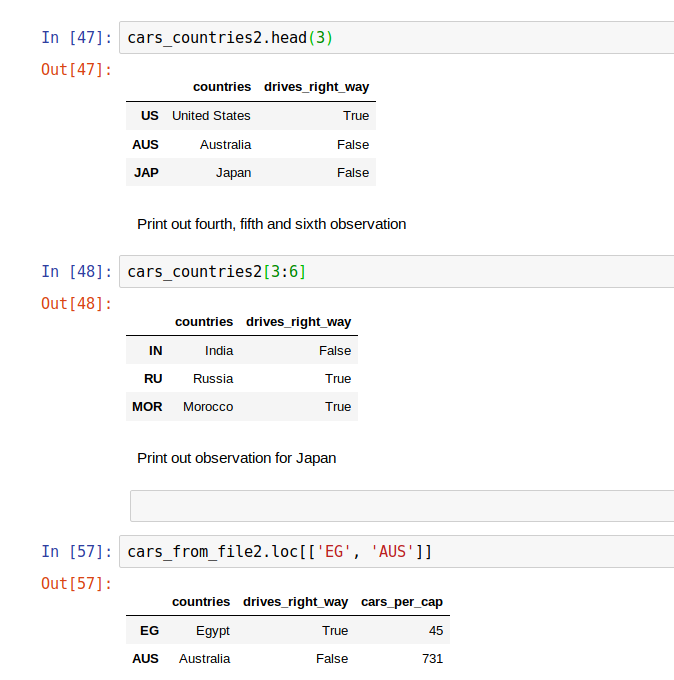 In [47]: cars_countries2.head(3)
Out[47]:
countries drives_right_way
US United States True
AUS Australia False
JAP Japan False
Print out fourth, fifth and sixth observation
In [48]: cars_countries2[3:6]
Out[48]:
countries drives_right_way
IN India False
RU Russia True
MOR Morocco True
Print out observation for Japan
In [57]: cars_from_file2.loc[['EG', 'AUS']]
Out[57]:
countries drives_right_way cars_per_cap
EG Egypt True 45
AUS Australia False 731